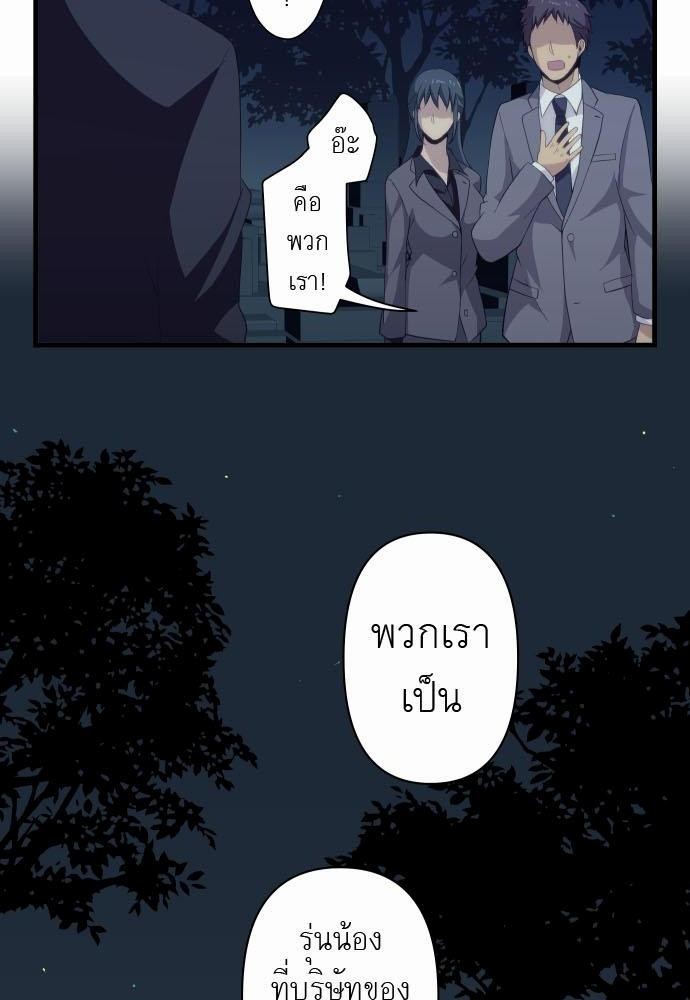 !
อ๊ะ
คือ
พวก
เรา!
พวกเรา
เป็น
รุ่นน้อง
ที่บริษัทของ